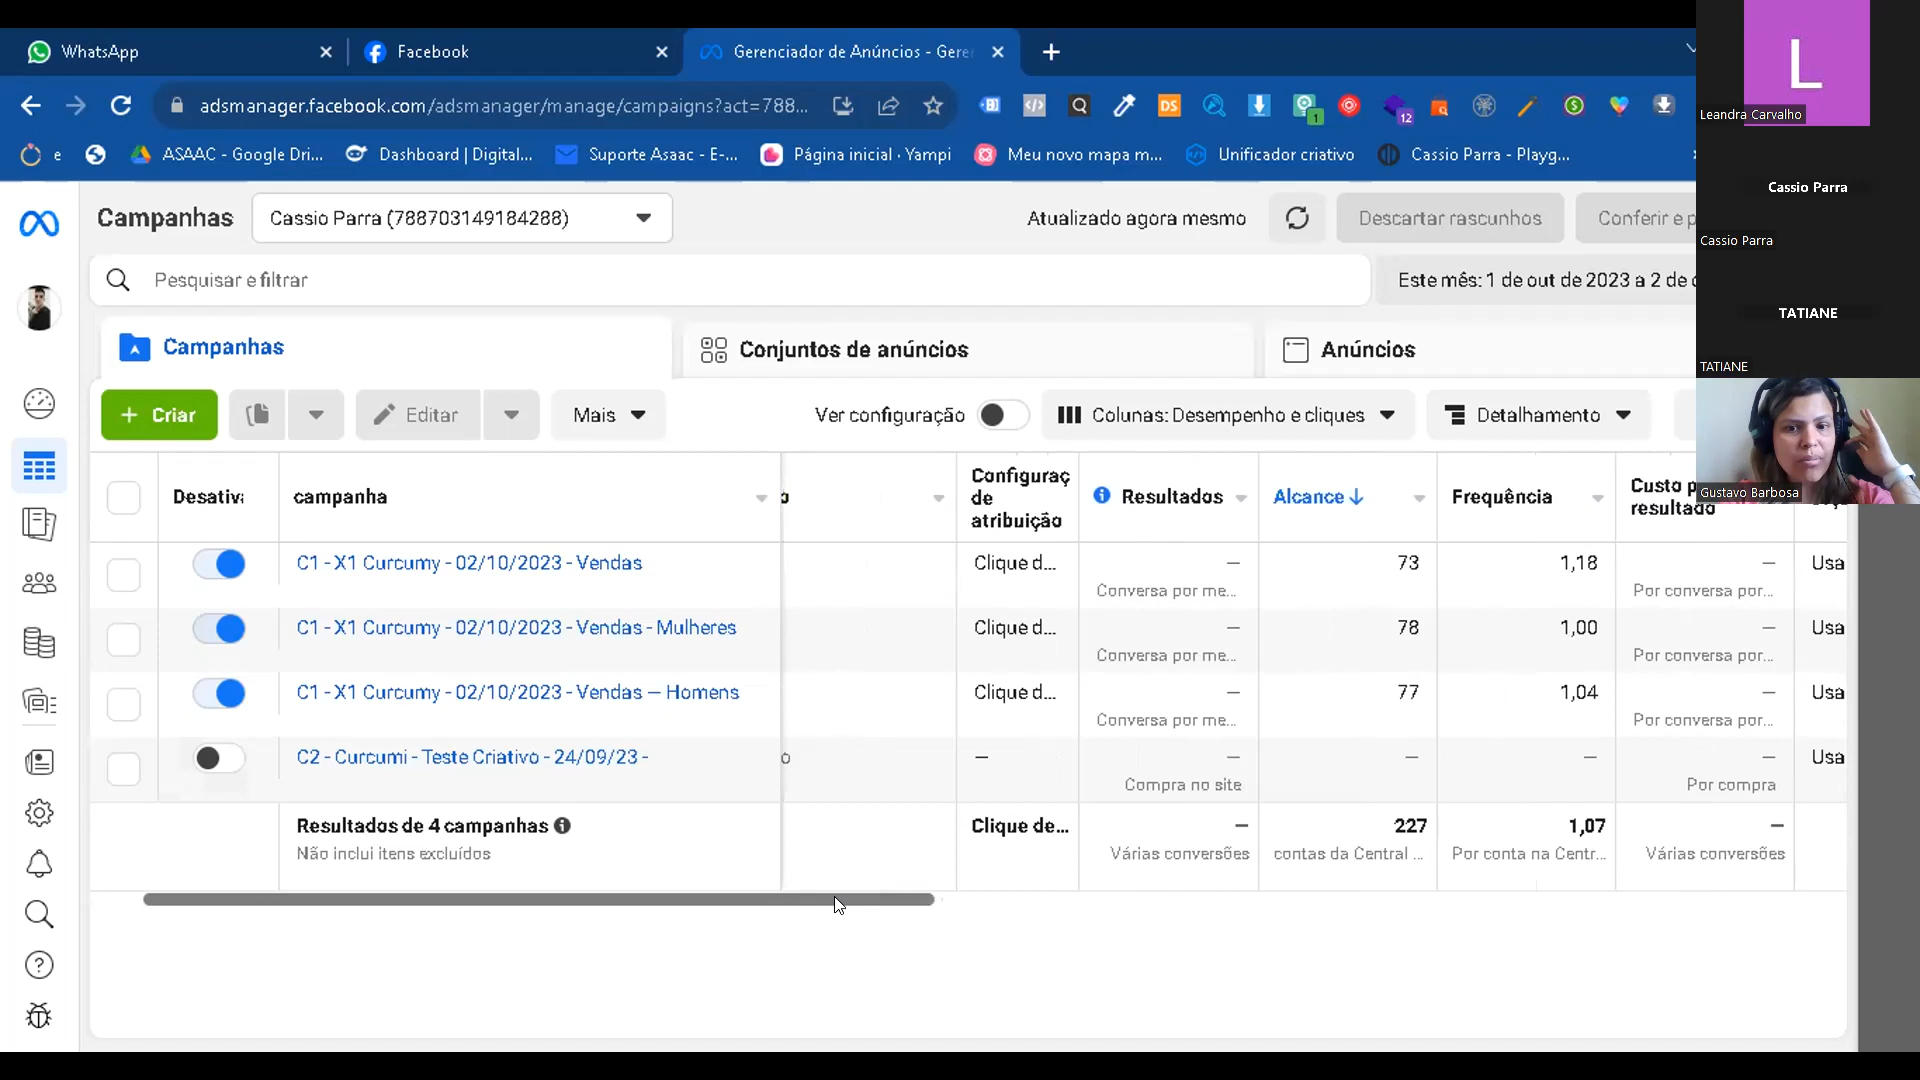 WhatsApp
Facebook
Gerenciador de Anúncios - Gere
adsmanager.facebook.com/adsmanager/manage/campaigns?act=788...
DS
1
12
e
ASAAC - Google Dri...
Dashboard | Digital...
Suporte Asaac - E-...
Página inicial · Yampi
Meu novo mapa m...
Unificador criativo
Cassio Parra - Playg...
L
Leandra Carvalho
Cassio Parra
Cassio Parra
TATIANE
TATIANE
Gustavo Barbosa
Campanhas
Cassio Parra (788703149184288)
Atualizado agora mesmo
Descartar rascunhos
Conferir e p
Pesquisar e filtrar
Este mês: 1 de out de 2023 a 2 de o
Campanhas
Conjuntos de anúncios
Anúncios
+ Criar
Editar
Mais
Ver configuração
Colunas: Desempenho e cliques
Detalhamento
Desativa
campanha
o
Configuraç
de
atribuição
Resultados
Alcance ↓
Frequência
Custo p
resultado
C1 - X1 Curcumy - 02/10/2023 - Vendas
Clique d...
—
Conversa por me...
73
1,18
—
Por conversa por...
Usa
C1 - X1 Curcumy - 02/10/2023 - Vendas - Mulheres
Clique d...
—
Conversa por me...
78
1,00
—
Por conversa por...
Usa
C1 - X1 Curcumy - 02/10/2023 - Vendas – Homens
Clique d...
—
Conversa por me...
77
1,04
—
Por conversa por...
Usa
C2 - Curcumi - Teste Criativo - 24/09/23 -
o
—
—
Compra no site
—
—
—
Por compra
Usa
Resultados de 4 campanhas
Não inclui itens excluídos
Clique de...
—
Várias conversões
227
contas da Central ...
1,07
Por conta na Centr...
—
Várias conversões